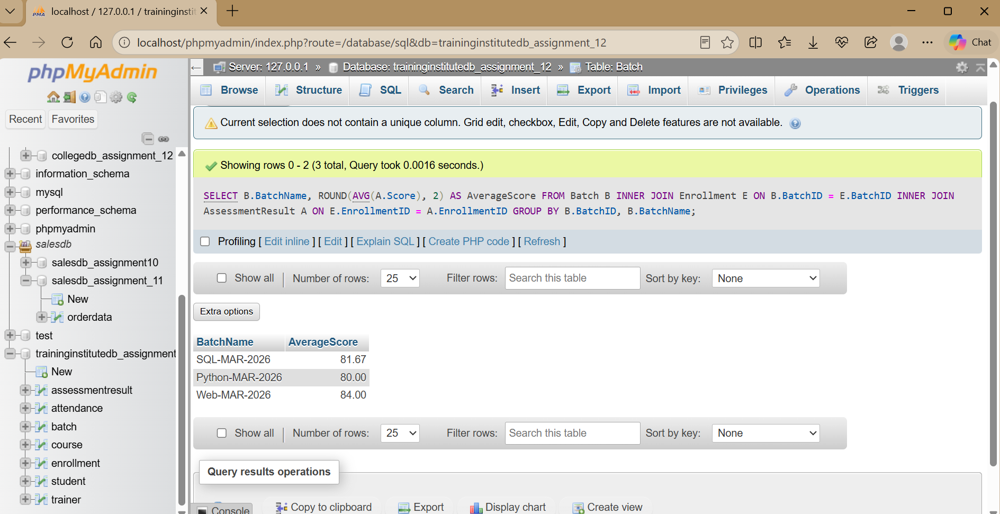 localhost / 127.0.0.1 / traininginstit
localhost/phpmyadmin/index.php?route=/database/sql&db=traininginstitutedb_assignment_12
Chat
phpMyAdmin
Recent
Favorites
collegedb_assignment_12
information_schema
mysql
performance_schema
phpmyadmin
salesdb
salesdb_assignment10
salesdb_assignment_11
New
orderdata
test
traininginstitutedb_assignment
New
assessmentresult
attendance
batch
course
enrollment
student
trainer
Server: 127.0.0.1 » Database: traininginstitutedb_assignment_12 » Table: Batch
Browse Structure SQL Search Insert Export Import Privileges Operations Triggers
Current selection does not contain a unique column. Grid edit, checkbox, Edit, Copy and Delete features are not available.
Showing rows 0 - 2 (3 total, Query took 0.0016 seconds.)
SELECT B.BatchName, ROUND(AVG(A.Score), 2) AS AverageScore FROM Batch B INNER JOIN Enrollment E ON B.BatchID = E.BatchID INNER JOIN
AssessmentResult A ON E.EnrollmentID = A.EnrollmentID GROUP BY B.BatchID, B.BatchName;
Profiling [ Edit inline ] [ Edit ] [ Explain SQL ] [ Create PHP code ] [ Refresh ]
Show all Number of rows: 25 Filter rows: Search this table Sort by key: None
Extra options
BatchName AverageScore
SQL-MAR-2026 81.67
Python-MAR-2026 80.00
Web-MAR-2026 84.00
Show all Number of rows: 25 Filter rows: Search this table Sort by key: None
Query results operations
Console Copy to clipboard Export Display chart Create view